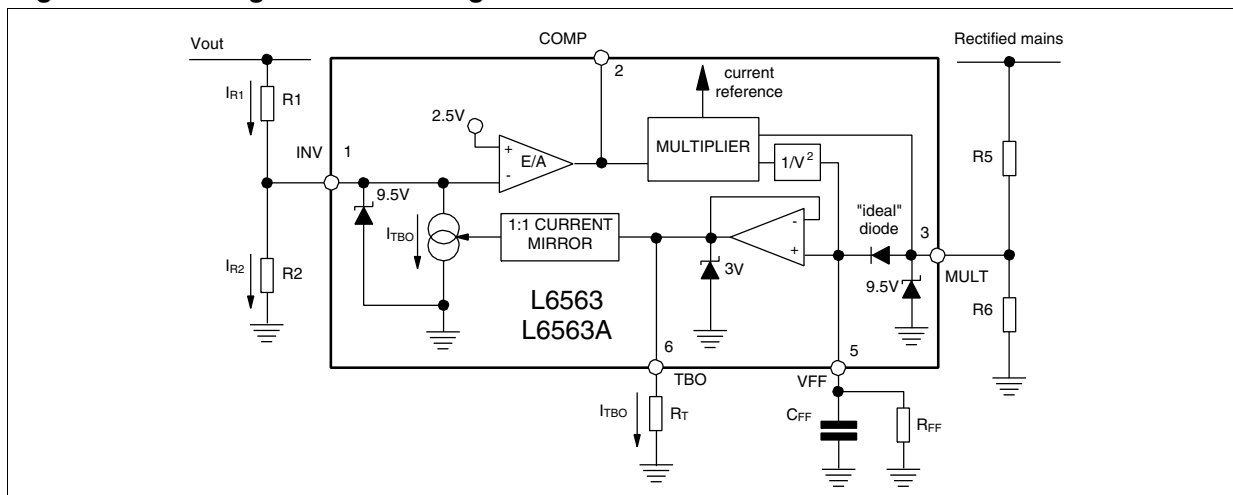 COMP
Vout
Rectified mains
2
current
reference
IR1
R1
2.5V
+
E/A
-
MULTIPLIER
1/V2
R5
INV
1
9.5V
"ideal"
diode
ITBO
1:1 CURRENT
MIRROR
-
+
3
IR2
R2
3V
9.5V
MULT
L6563
L6563A
R6
6
5
TBO
VFF
ITBO
RT
CFF
RFF